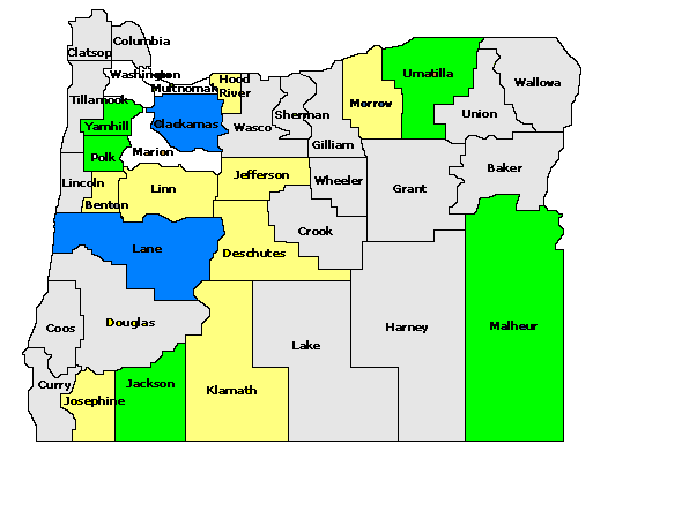 Clatsop
Columbia
Washington
Tillamook
Multnomah
Hood
River
Yamhill
Clackamas
Wasco
Sherman
Gilliam
Morrow
Umatilla
Union
Wallowa
Polk
Marion
Lincoln
Benton
Linn
Jefferson
Wheeler
Grant
Baker
Crook
Lane
Deschutes
Douglas
Coos
Lake
Harney
Malheur
Curry
Josephine
Jackson
Klamath